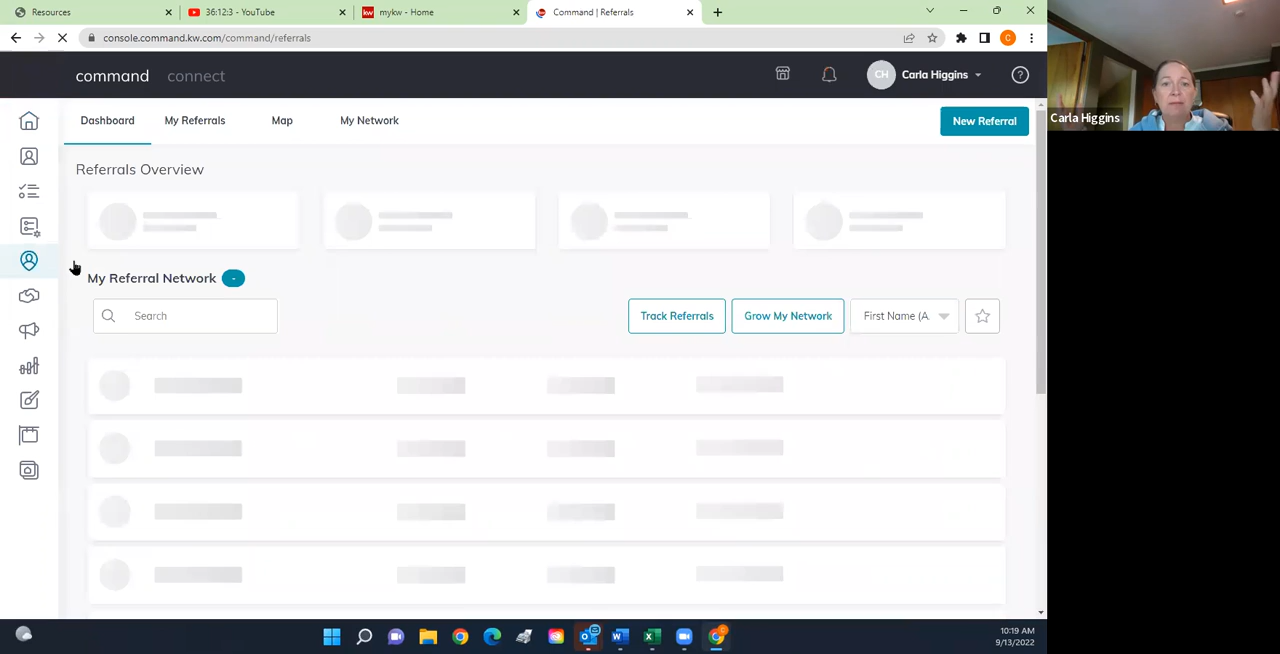 Resources
36:12:3 - YouTube
kw mykw - Home
Command | Referrals
console.command.kw.com/command/referrals
C
command connect
CH Carla Higgins
Carla Higgins
Dashboard My Referrals Map My Network New Referral
Referrals Overview
My Referral Network -
Search Track Referrals Grow My Network First Name (A
10:19 AM
9/13/2022